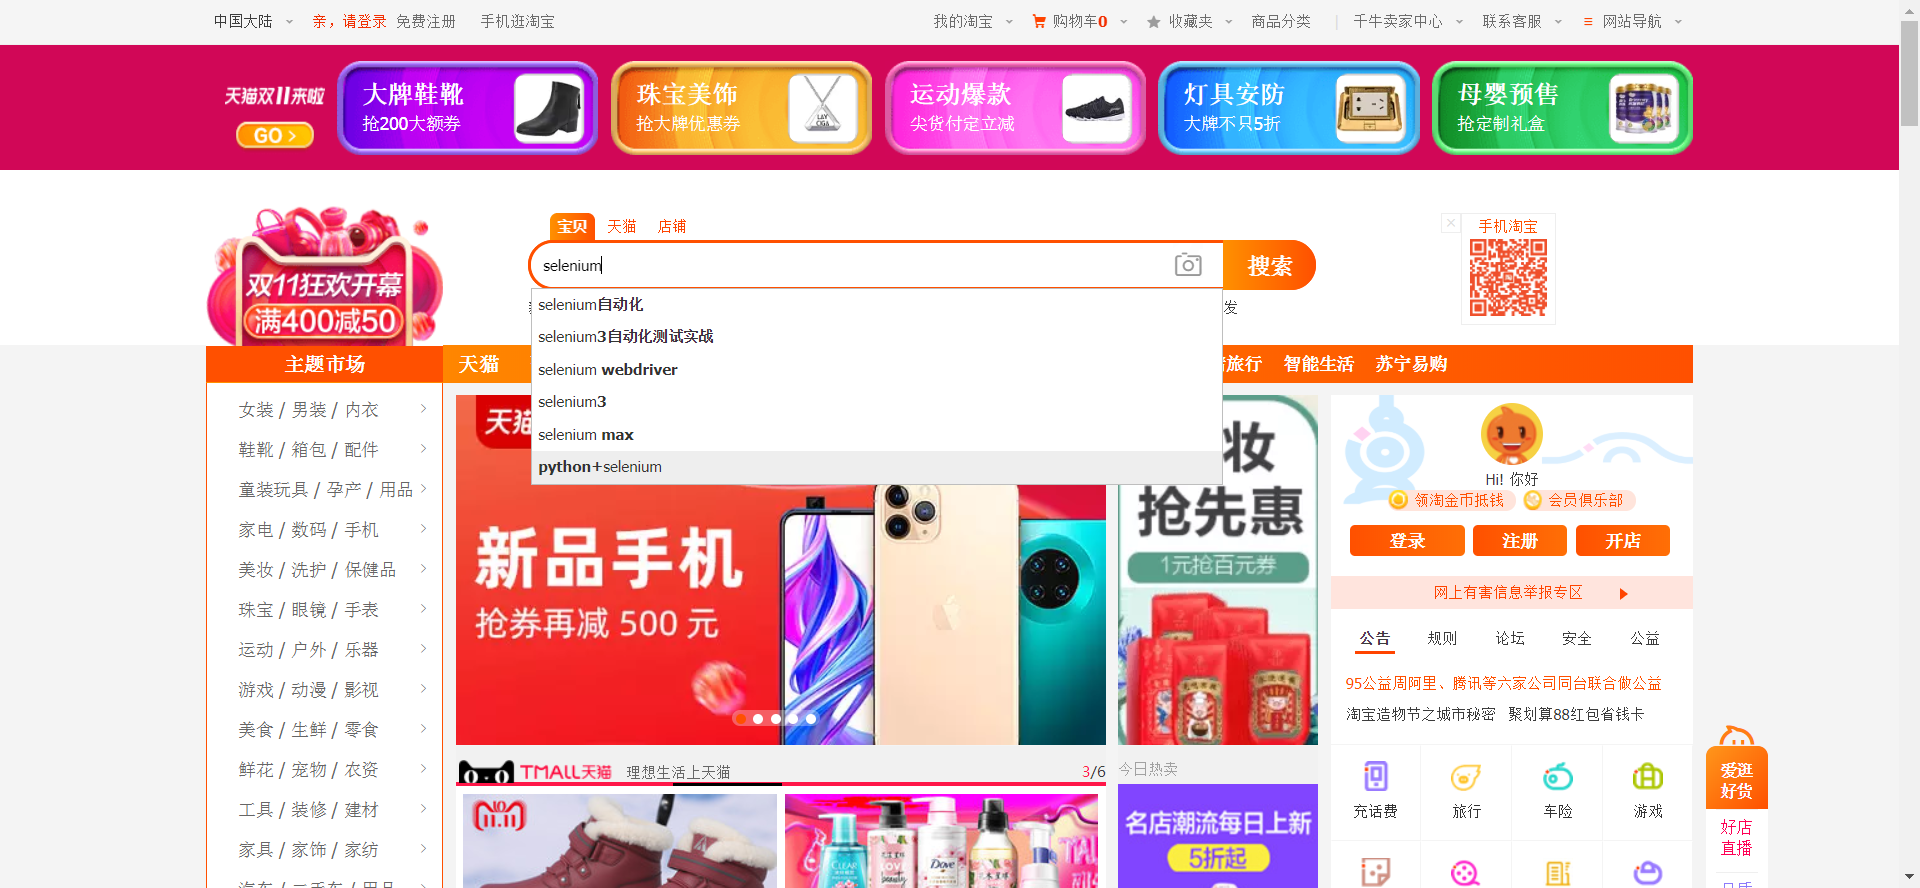 中国大陆 亲，请登录 免费注册 手机逛淘宝 我的淘宝 购物车0 收藏夹 商品分类 千牛卖家中心 联系客服 网站导航
天猫双11来啦
GO >
大牌鞋靴
抢200大额券
珠宝美饰
抢大牌优惠券
运动爆款
尖货付定立减
灯具安防
大牌不只5折
母婴预售
抢定制礼盒
双11狂欢开幕
满400减50
宝贝 天猫 店铺
selenium
搜索
手机淘宝
selenium自动化
selenium3自动化测试实战
selenium webdriver
selenium3
selenium max
python+selenium
发
主题市场 天猫 旅行 智能生活 苏宁易购
女装 / 男装 / 内衣
鞋靴 / 箱包 / 配件
童装玩具 / 孕产 / 用品
家电 / 数码 / 手机
美妆 / 洗护 / 保健品
珠宝 / 眼镜 / 手表
运动 / 户外 / 乐器
游戏 / 动漫 / 影视
美食 / 生鲜 / 零食
鲜花 / 宠物 / 农资
工具 / 装修 / 建材
家具 / 家饰 / 家纺
汽车 / 二手车 / 用品
天猫
新品手机
抢券再减 500 元
妆
抢先惠
1元抢百元券
TMALL天猫 理想生活上天猫 3/6
11.11
Dove
今日热卖
名店潮流每日上新
5折起
Hi! 你好
领淘金币抵钱 会员俱乐部
登录 注册 开店
网上有害信息举报专区
公告 规则 论坛 安全 公益
95公益周阿里、腾讯等六家公司同台联合做公益
淘宝造物节之城市秘密 聚划算88红包省钱卡
充话费 旅行 车险 游戏
爱逛
好货
好店
直播